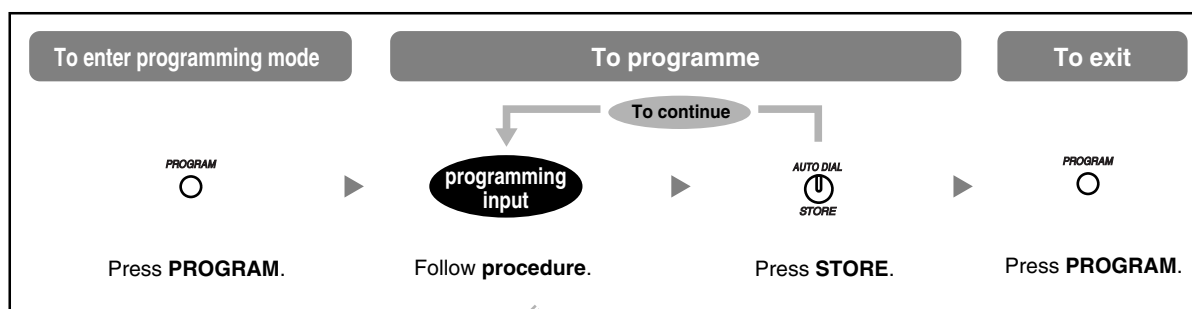 To enter programming mode
To programme
To exit
To continue
PROGRAM
programming
input
AUTO DIAL
STORE
PROGRAM
Press PROGRAM.
Follow procedure.
Press STORE.
Press PROGRAM.